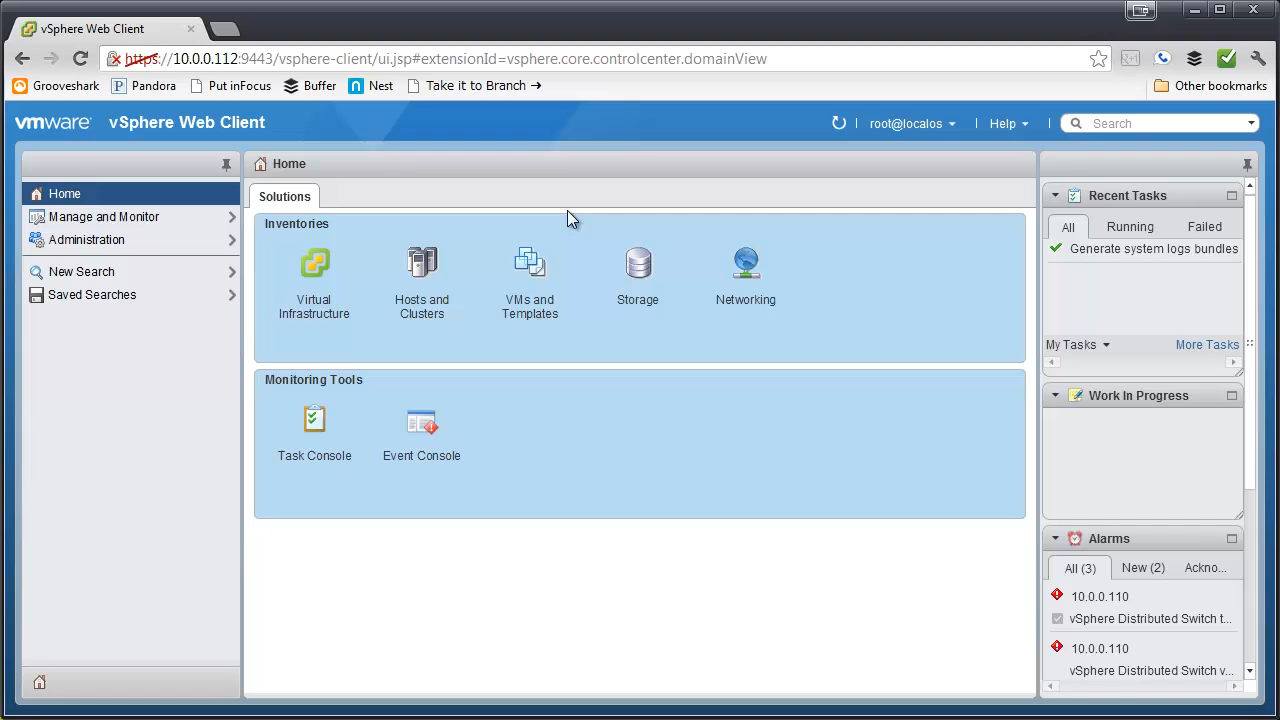 vSphere Web Client
https://10.0.0.112:9443/vsphere-client/ui.jsp#extensionId=vsphere.core.controlcenter.domainView
Grooveshark
Pandora
Put inFocus
Buffer
Nest
Take it to Branch →
Other bookmarks
vmware
vSphere Web Client
root@localos
Help
Search
Home
Manage and Monitor
Administration
New Search
Saved Searches
Home
Solutions
Inventories
Virtual
Infrastructure
Hosts and
Clusters
VMs and
Templates
Storage
Networking
Monitoring Tools
Task Console
Event Console
Recent Tasks
All
Running
Failed
Generate system logs bundles
My Tasks
More Tasks
Work In Progress
Alarms
All (3)
New (2)
Ackno...
10.0.0.110
vSphere Distributed Switch t...
10.0.0.110
vSphere Distributed Switch v...